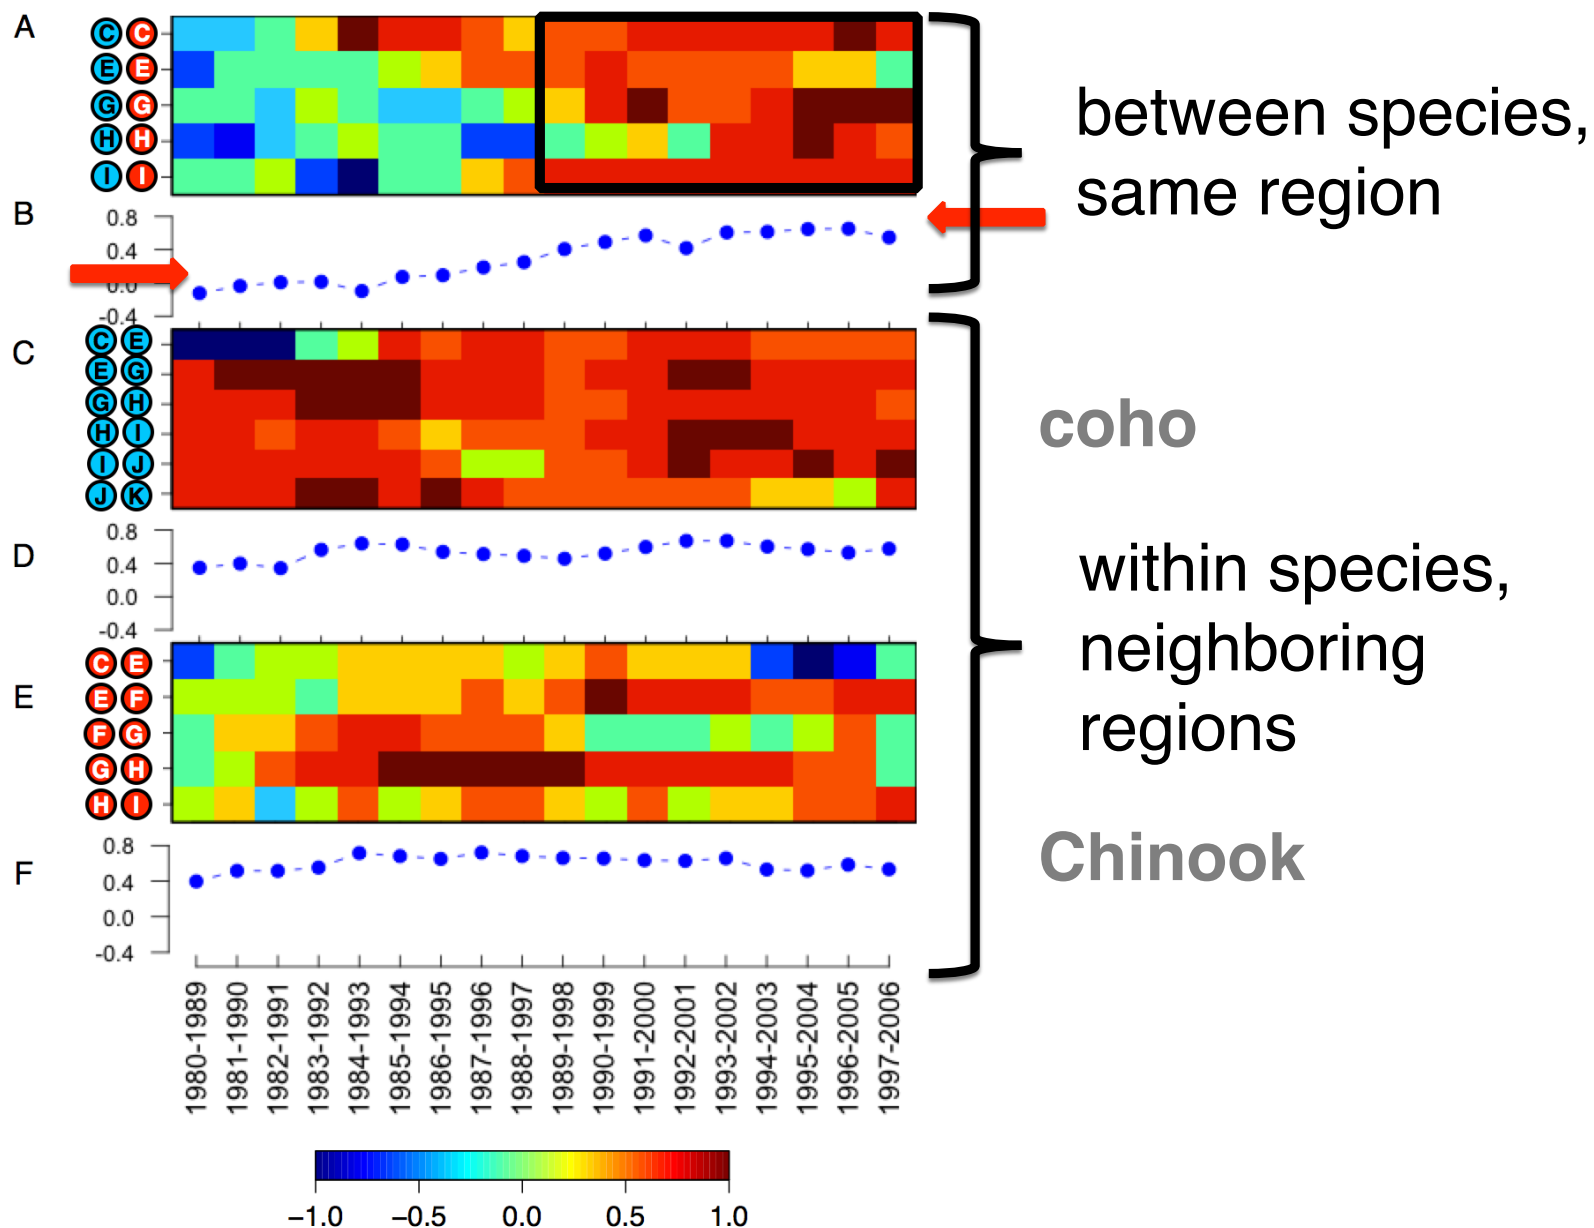 A
C C
E E
G G
H H
I I
between species,
same region
B
0.8
0.4
0.0
-0.4
C
C E
E G
G H
H I
I J
J K
coho
D
0.8
0.4
0.0
-0.4
within species,
neighboring
regions
E
C E
E F
F G
G H
H I
Chinook
F
0.8
0.4
0.0
-0.4
1980-1989
1981-1990
1982-1991
1983-1992
1984-1993
1985-1994
1986-1995
1987-1996
1988-1997
1989-1998
1990-1999
1991-2000
1992-2001
1993-2002
1994-2003
1995-2004
1996-2005
1997-2006
−1.0 −0.5 0.0 0.5 1.0